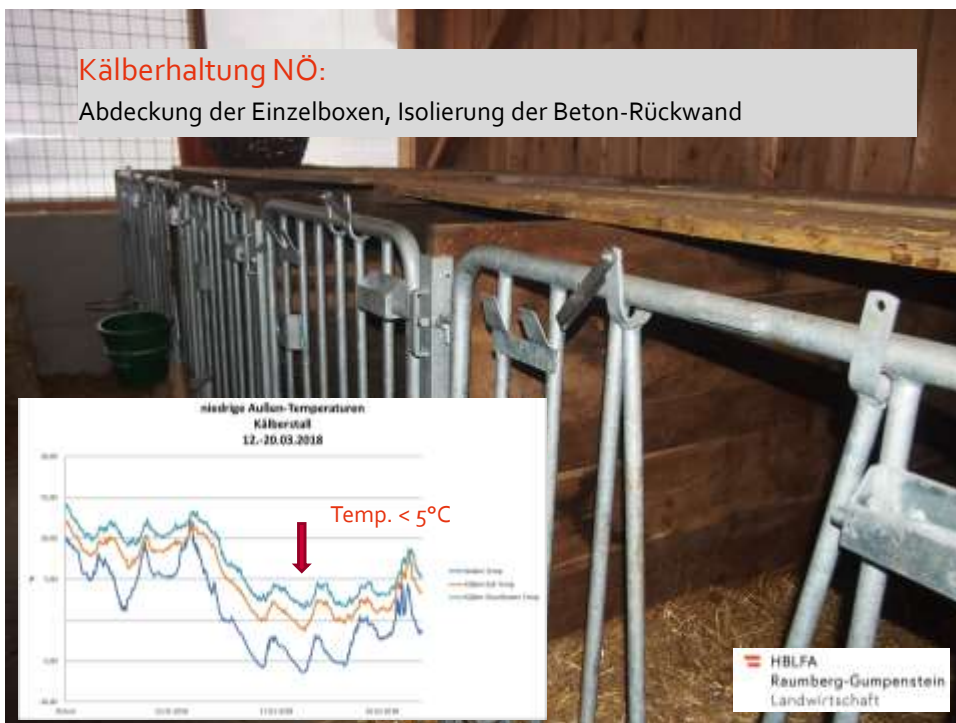 Kälberhaltung NÖ:
Abdeckung der Einzelboxen, Isolierung der Beton-Rückwand
niedrige Außen-Temperaturen
Kälberstall
12.-20.03.2018
Temp. < 5°C
HBLFA
Raumberg-Gumpenstein
Landwirtschaft